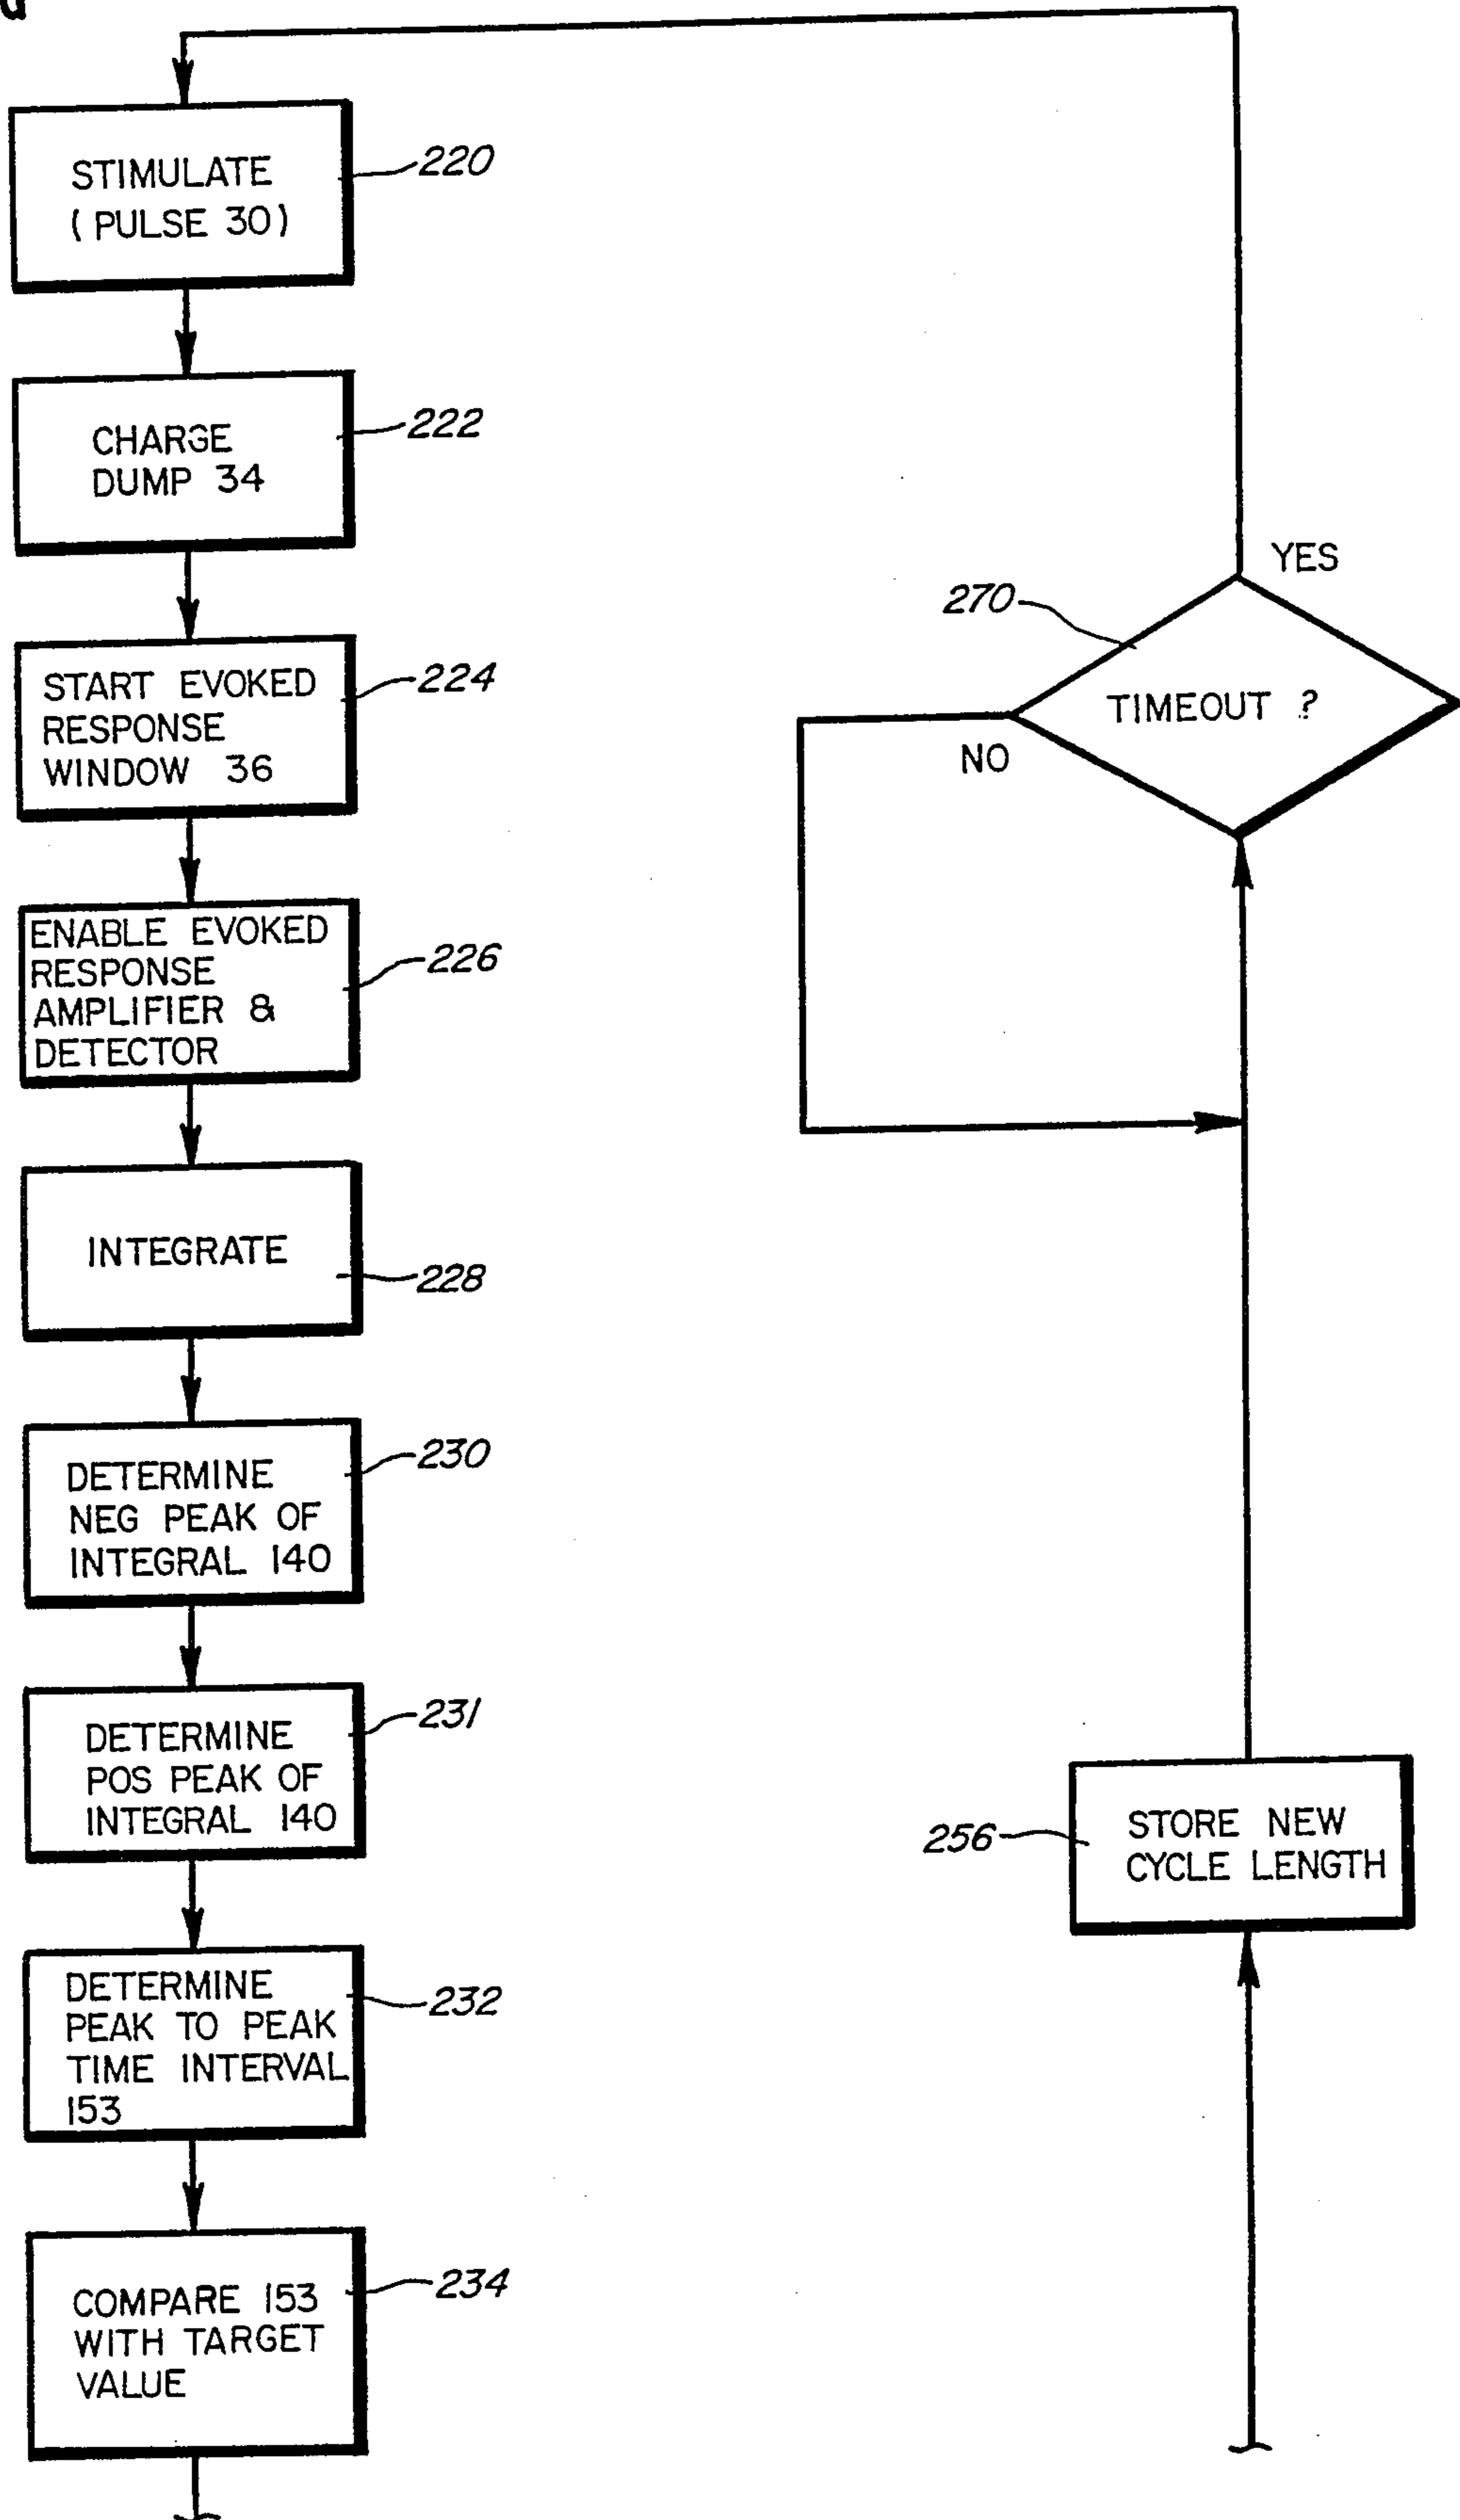 STIMULATE
( PULSE 30 )
220
CHARGE
DUMP 34
222
START EVOKED
RESPONSE
WINDOW 36
224
ENABLE EVOKED
RESPONSE
AMPLIFIER &
DETECTOR
226
INTEGRATE
228
DETERMINE
NEG PEAK OF
INTEGRAL 140
230
DETERMINE
POS PEAK OF
INTEGRAL 140
231
DETERMINE
PEAK TO PEAK
TIME INTERVAL
153
232
COMPARE 153
WITH TARGET
VALUE
234
YES
270
TIMEOUT ?
NO
256
STORE NEW
CYCLE LENGTH